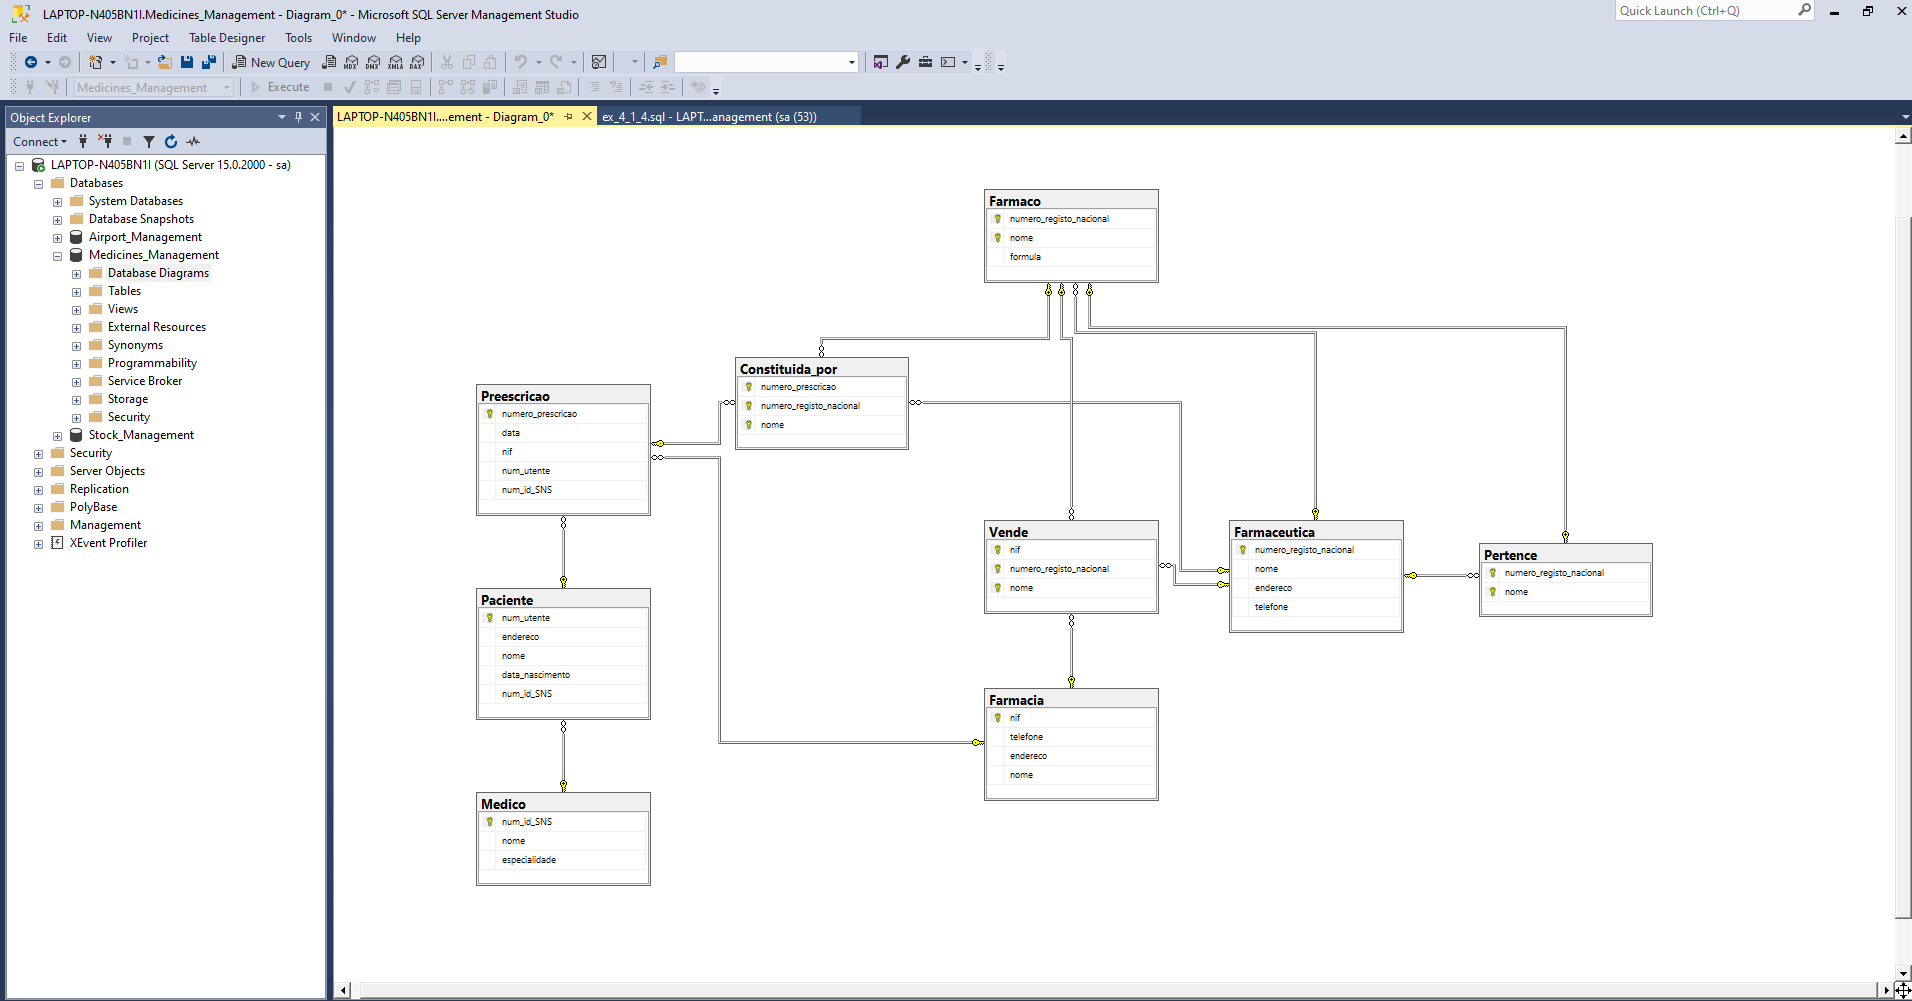 LAPTOP-N405BN1I.Medicines_Management - Diagram_0* - Microsoft SQL Server Management Studio
Quick Launch (Ctrl+Q)
File Edit View Project Table Designer Tools Window Help
New Query MDX DMX XMLA DAX
Medicines_Management Execute
Object Explorer
LAPTOP-N405BN1I....ement - Diagram_0* ex_4_1_4.sql - LAPT...anagement (sa (53))
Connect
LAPTOP-N405BN1I (SQL Server 15.0.2000 - sa)
Databases
System Databases
Database Snapshots
Airport_Management
Medicines_Management
Database Diagrams
Tables
Views
External Resources
Synonyms
Programmability
Service Broker
Storage
Security
Stock_Management
Security
Server Objects
Replication
PolyBase
Management
XEvent Profiler
Farmaco
numero_registo_nacional
nome
formula
Constituida_por
numero_prescricao
numero_registo_nacional
nome
Preescricao
numero_prescricao
data
nif
num_utente
num_id_SNS
Vende
nif
numero_registo_nacional
nome
Farmaceutica
numero_registo_nacional
nome
endereco
telefone
Pertence
numero_registo_nacional
nome
Paciente
num_utente
endereco
nome
data_nascimento
num_id_SNS
Farmacia
nif
telefone
endereco
nome
Medico
num_id_SNS
nome
especialidade